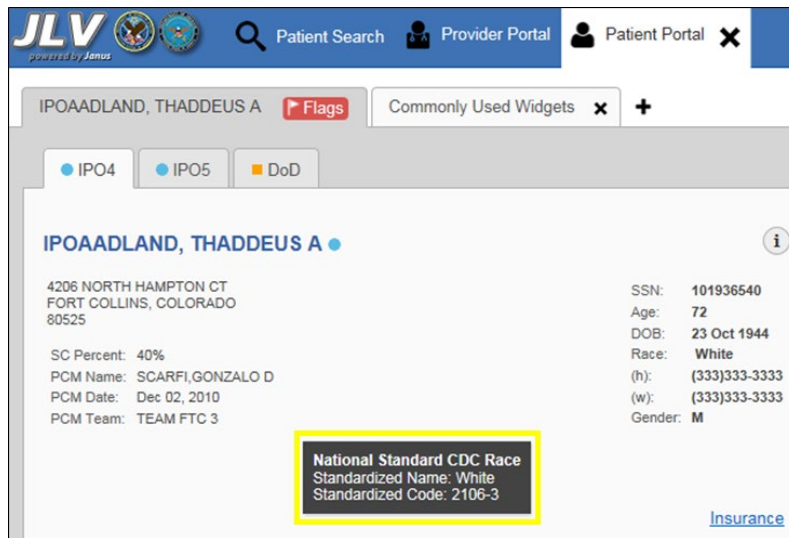 JLV
powered by Janus
Patient Search
Provider Portal
Patient Portal X
IPOAADLAND, THADDEUS A
Flags
Commonly Used Widgets x +
IPO4
IPO5
DoD
IPOAADLAND, THADDEUS A
i
4206 NORTH HAMPTON CT
FORT COLLINS, COLORADO
80525
SC Percent: 40%
PCM Name: SCARFI,GONZALO D
PCM Date: Dec 02, 2010
PCM Team: TEAM FTC 3
SSN: 101936540
Age: 72
DOB: 23 Oct 1944
Race: White
(h): (333)333-3333
(w): (333)333-3333
Gender: M
National Standard CDC Race
Standardized Name: White
Standardized Code: 2106-3
Insurance